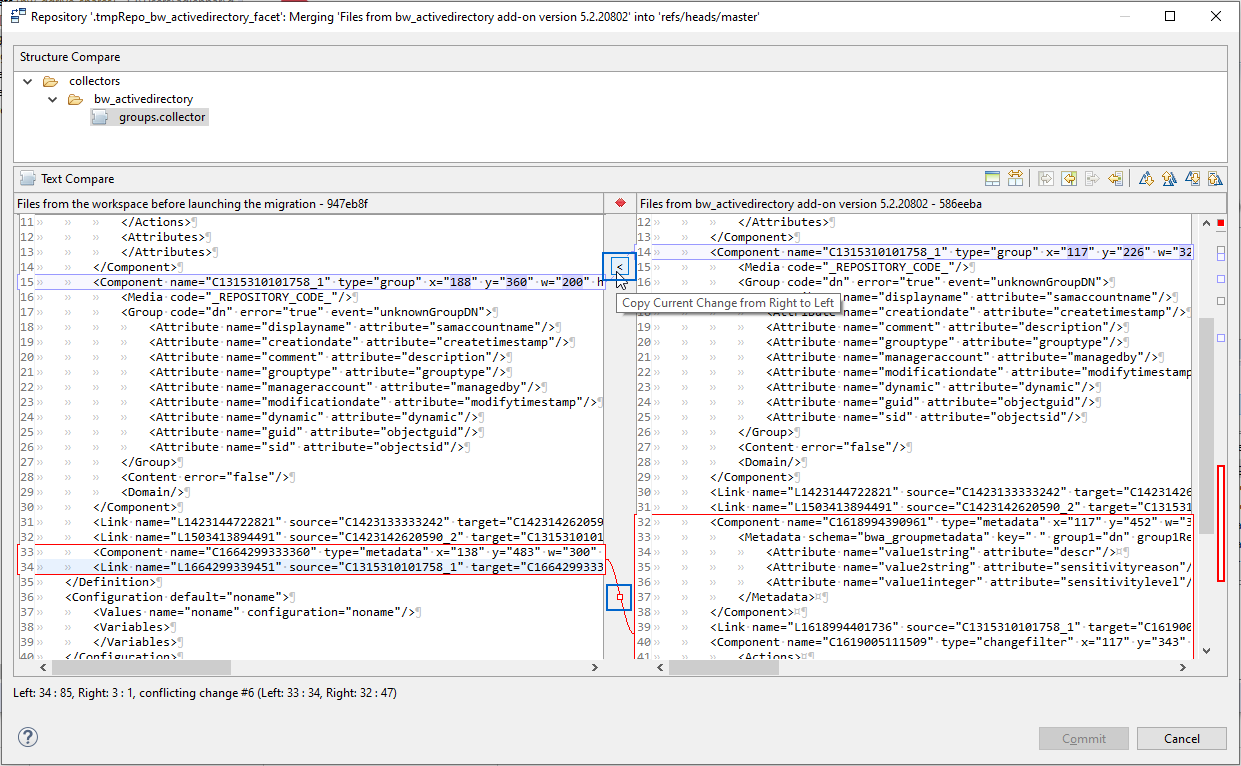 Repository '.tmpRepo_bw_activedirectory_facet': Merging 'Files from bw_activedirectory add-on version 5.2.20802' into 'refs/heads/master'
Structure Compare
collectors
bw_activedirectory
groups.collector
Text Compare
Files from the workspace before launching the migration - 947eb8f
11 </Actions>
12 <Attributes>
13 </Attributes>
14 </Component>
15 <Component name="C1315310101758_1" type="group" x="188" y="360" w="200" h
16 <Media code="_REPOSITORY_CODE_"/>
17 <Group code="dn" error="true" event="unknownGroupDN">
18 <Attribute name="displayname" attribute="samaccountname"/>
19 <Attribute name="creationdate" attribute="createtimestamp"/>
20 <Attribute name="comment" attribute="description"/>
21 <Attribute name="grouptype" attribute="grouptype"/>
22 <Attribute name="manageraccount" attribute="managedby"/>
23 <Attribute name="modificationdate" attribute="modifytimestamp"/>
24 <Attribute name="dynamic" attribute="dynamic"/>
25 <Attribute name="guid" attribute="objectguid"/>
26 <Attribute name="sid" attribute="objectsid"/>
27 </Group>
28 <Content error="false"/>
29 <Domain/>
30 </Component>
31 <Link name="L1423144722821" source="C1423133333242" target="C142314262059
32 <Link name="L1503413894491" source="C1423142620590_2" target="C1315310101
33 <Component name="C1664299333360" type="metadata" x="138" y="483" w="300"
34 <Link name="L1664299339451" source="C1315310101758_1" target="C1664299333
35 </Definition>
36 <Configuration default="noname">
37 <Values name="noname" configuration="noname"/>
38 <Variables>
39 </Variables>
40 </Configuration>
<
Copy Current Change from Right to Left
Files from bw_activedirectory add-on version 5.2.20802 - 586eeba
12 </Attributes>
13 </Component>
14 <Component name="C1315310101758_1" type="group" x="117" y="226" w="32
15 <Media code="_REPOSITORY_CODE_"/>
16 <Group code="dn" error="true" event="unknownGroupDN">
displayname" attribute="samaccountname"/>
18 <Attribute name="creationdate" attribute="createtimestamp"/>
19 <Attribute name="comment" attribute="description"/>
20 <Attribute name="grouptype" attribute="grouptype"/>
21 <Attribute name="manageraccount" attribute="managedby"/>
22 <Attribute name="modificationdate" attribute="modifytimestamp
23 <Attribute name="dynamic" attribute="dynamic"/>
24 <Attribute name="guid" attribute="objectguid"/>
25 <Attribute name="sid" attribute="objectsid"/>
26 </Group>
27 <Content error="false"/>
28 <Domain/>
29 </Component>
30 <Link name="L1423144722821" source="C1423133333242" target="C1423142
31 <Link name="L1503413894491" source="C1423142620590_2" target="C13153
32 <Component name="C1618994390961" type="metadata" x="117" y="452" w="3
33 <Metadata schema="bwa_groupmetadata" key=" " group1="dn" group1Re
34 <Attribute name="value1string" attribute="descr"/>
35 <Attribute name="value2string" attribute="sensitivityreason"/
36 <Attribute name="value1integer" attribute="sensitivitylevel"/
37 </Metadata>
38 </Component>
39 <Link name="L1618994401736" source="C1315310101758_1" target="C161900
40 <Component name="C1619005111509" type="changefilter" x="117" y="343"
41 <Actions>
Left: 34 : 85, Right: 3 : 1, conflicting change #6 (Left: 33 : 34, Right: 32 : 47)
Commit
Cancel